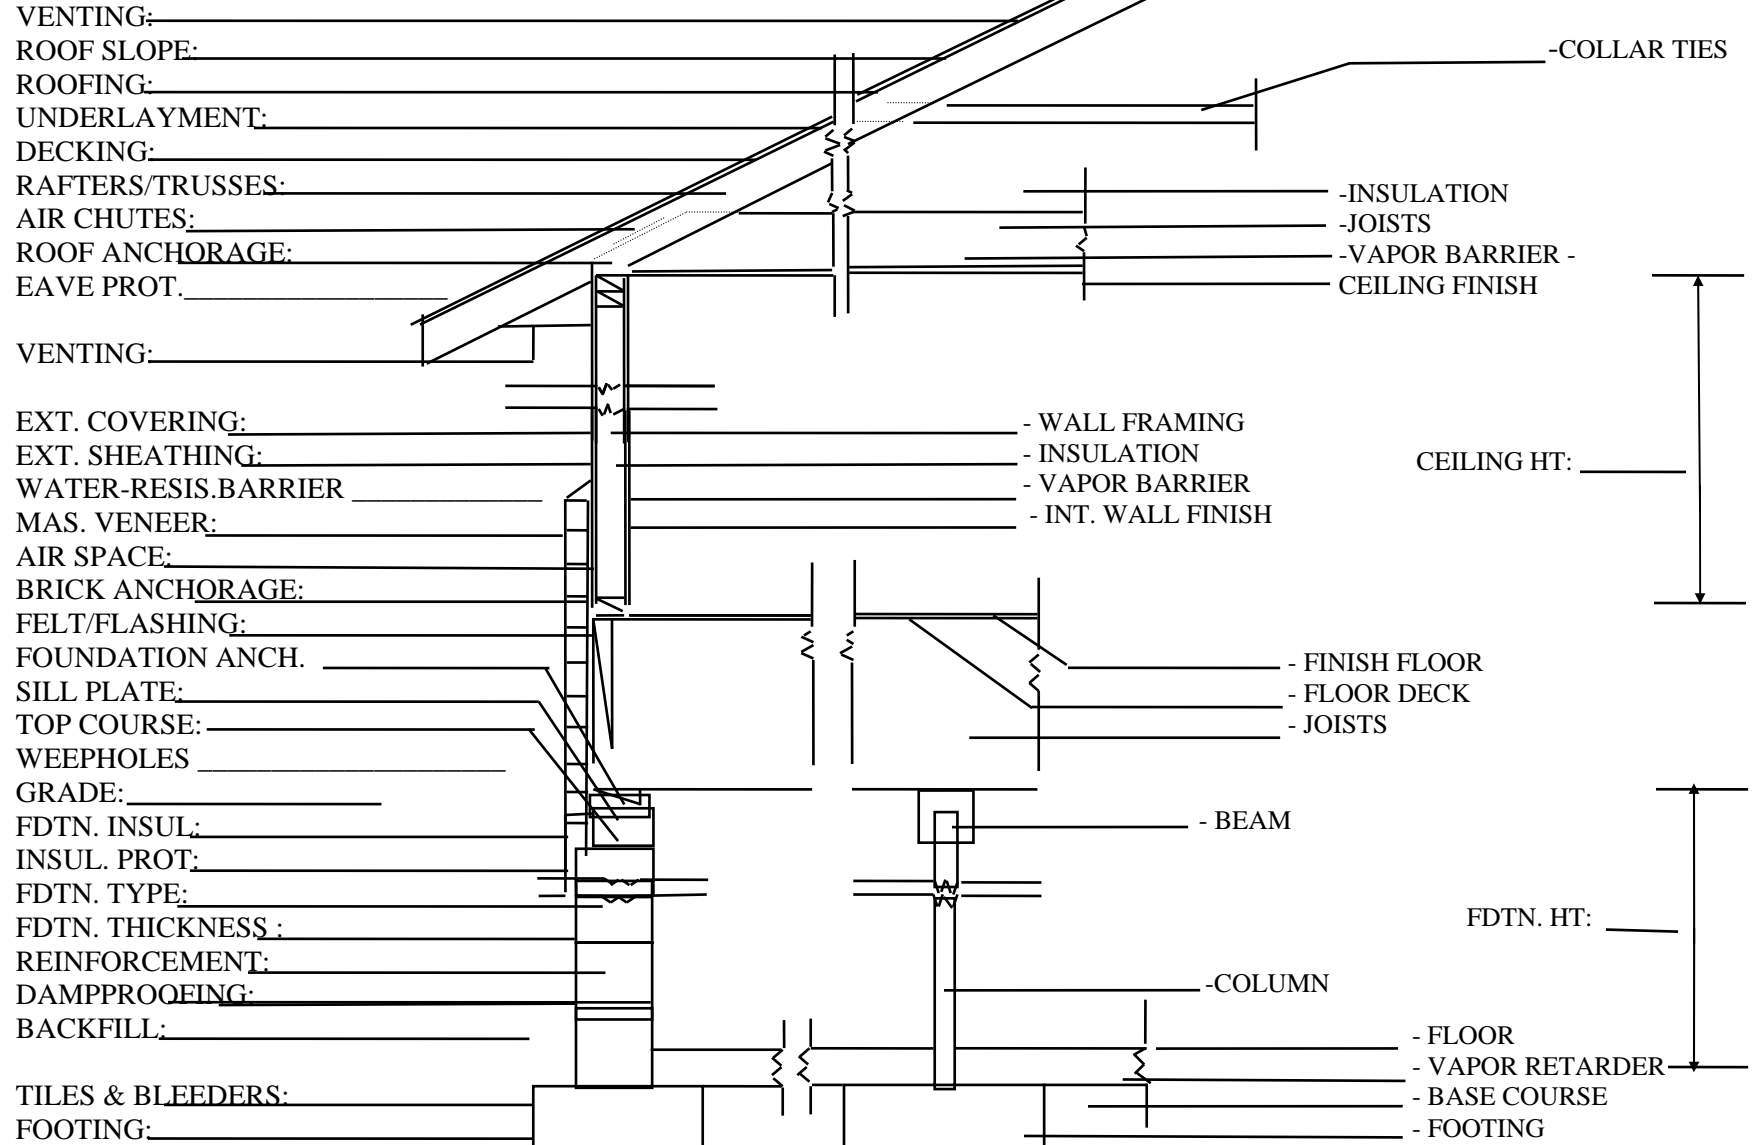 VENTING:
ROOF SLOPE:
ROOFING:
UNDERLAYMENT:
DECKING:
RAFTERS/TRUSSES:
AIR CHUTES:
ROOF ANCHORAGE:
EAVE PROT.__________________
VENTING:
EXT. COVERING:
EXT. SHEATHING:
WATER-RESIS.BARRIER _____________
MAS. VENEER:
AIR SPACE:
BRICK ANCHORAGE:
FELT/FLASHING:
FOUNDATION ANCH.
SILL PLATE:
TOP COURSE:
WEEPHOLES _____________________
GRADE:
FDTN. INSUL:
INSUL. PROT:
FDTN. TYPE:
FDTN. THICKNESS :
REINFORCEMENT:
DAMPPROOFING:
BACKFILL:
TILES & BLEEDERS:
FOOTING:
-COLLAR TIES
-INSULATION
-JOISTS
-VAPOR BARRIER -
CEILING FINISH
- WALL FRAMING
- INSULATION
- VAPOR BARRIER
- INT. WALL FINISH
CEILING HT:
- FINISH FLOOR
- FLOOR DECK
- JOISTS
- BEAM
FDTN. HT:
-COLUMN
- FLOOR
- VAPOR RETARDER
- BASE COURSE
- FOOTING